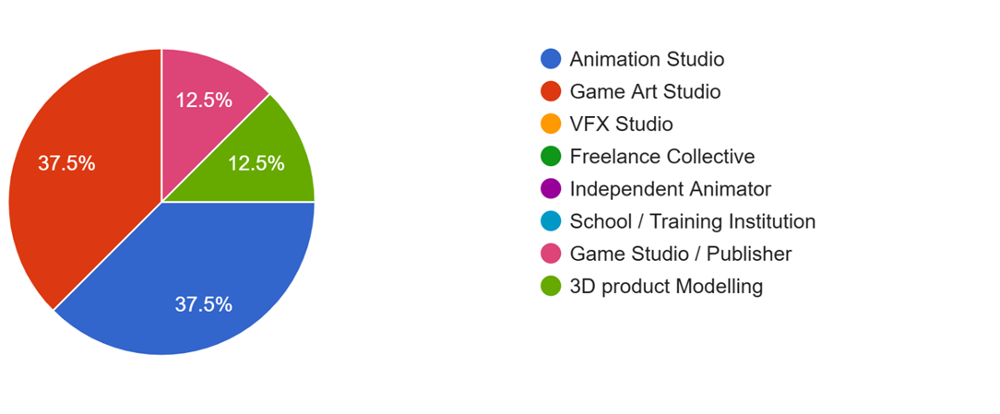 12.5%
37.5%
12.5%
37.5%
Animation Studio
Game Art Studio
VFX Studio
Freelance Collective
Independent Animator
School / Training Institution
Game Studio / Publisher
3D product Modelling